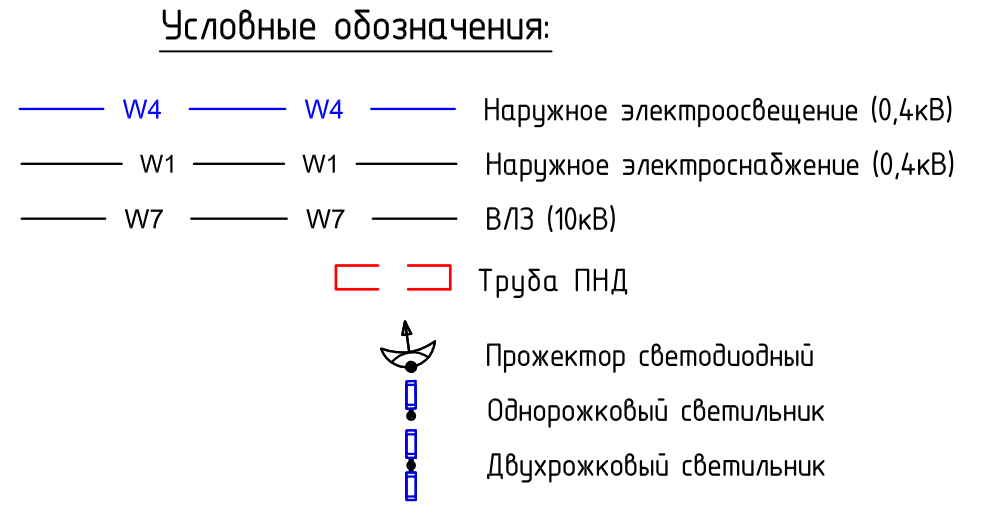 Условные обозначения:
W4 W4 Наружное электроосвещение (0,4кВ)
W1 W1 Наружное электроснабжение (0,4кВ)
W7 W7 ВЛЗ (10кВ)
Труба ПНД
Прожектор светодиодный
Однорожковый светильник
Двухрожковый светильник